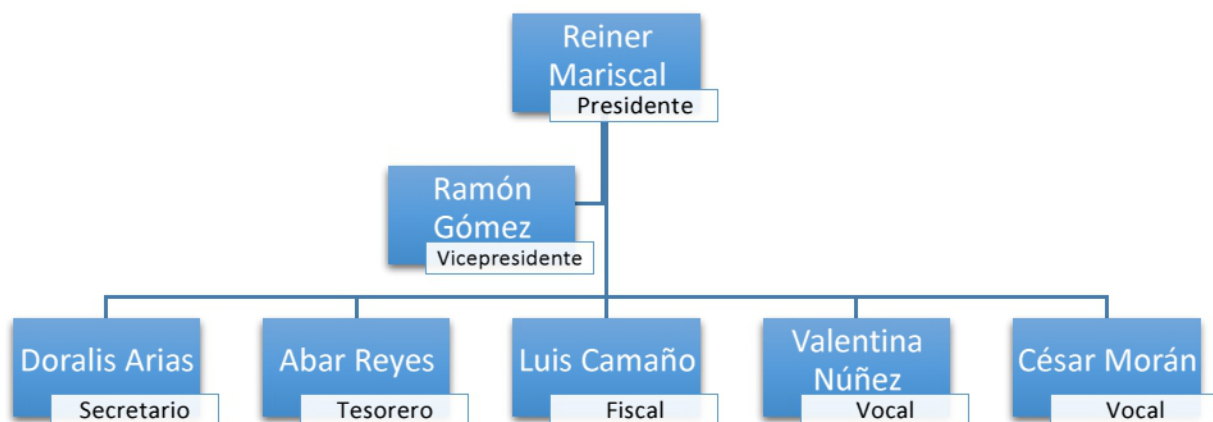 Reiner
Mariscal
Presidente
Ramón
Gómez
Vicepresidente
Doralis Arias
Secretario
Abar Reyes
Tesorero
Luis Camaño
Fiscal
Valentina
Núñez
Vocal
César Morán
Vocal